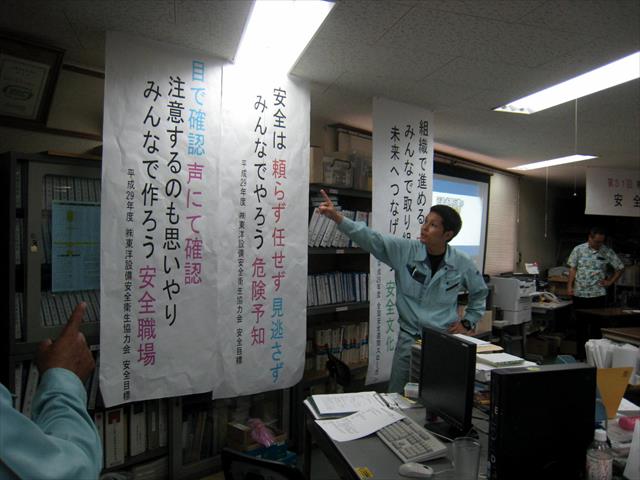 目で確認 声にて確認
注意するのも思いやり
みんなで作ろう 安全職場
平成29年度 ㈱東洋設備安全衛生協力会 安全目標
安全は 頼らず 任せず 見逃さず
みんなでやろう 危険予知
平成29年度 ㈱東洋設備安全衛生協力会 安全目標
組織で進める
みんなで取り組
未来へつなげ 安全文化
第51回
安全